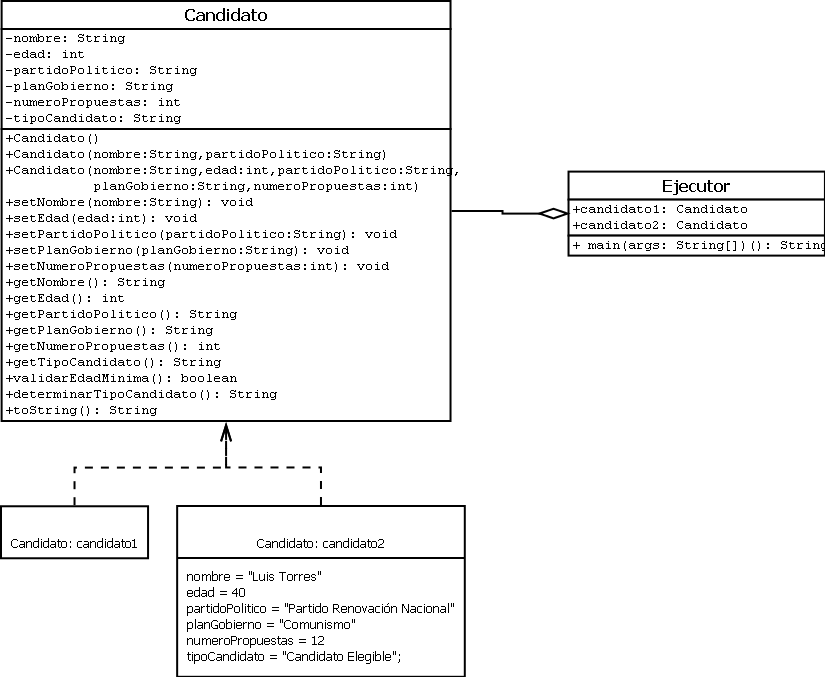 Candidato
-nombre: String
-edad: int
-partidoPolitico: String
-planGobierno: String
-numeroPropuestas: int
-tipoCandidato: String
+Candidato()
+Candidato(nombre:String,partidoPolitico:String)
+Candidato(nombre:String,edad:int,partidoPolitico:String,
planGobierno:String,numeroPropuestas:int)
+setNombre(nombre:String): void
+setEdad(edad:int): void
+setPartidoPolitico(partidoPolitico:String): void
+setPlanGobierno(planGobierno:String): void
+setNumeroPropuestas(numeroPropuestas:int): void
+getNombre(): String
+getEdad(): int
+getPartidoPolitico(): String
+getPlanGobierno(): String
+getNumeroPropuestas(): int
+getTipoCandidato(): String
+validarEdadMinima(): boolean
+determinarTipoCandidato(): String
+toString(): String
Ejecutor
+candidato1: Candidato
+candidato2: Candidato
+ main(args: String[])(): String
Candidato: candidato1
Candidato: candidato2
nombre = "Luis Torres"
edad = 40
partidoPolitico = "Partido Renovación Nacional"
planGobierno = "Comunismo"
numeroPropuestas = 12
tipoCandidato = "Candidato Elegible";